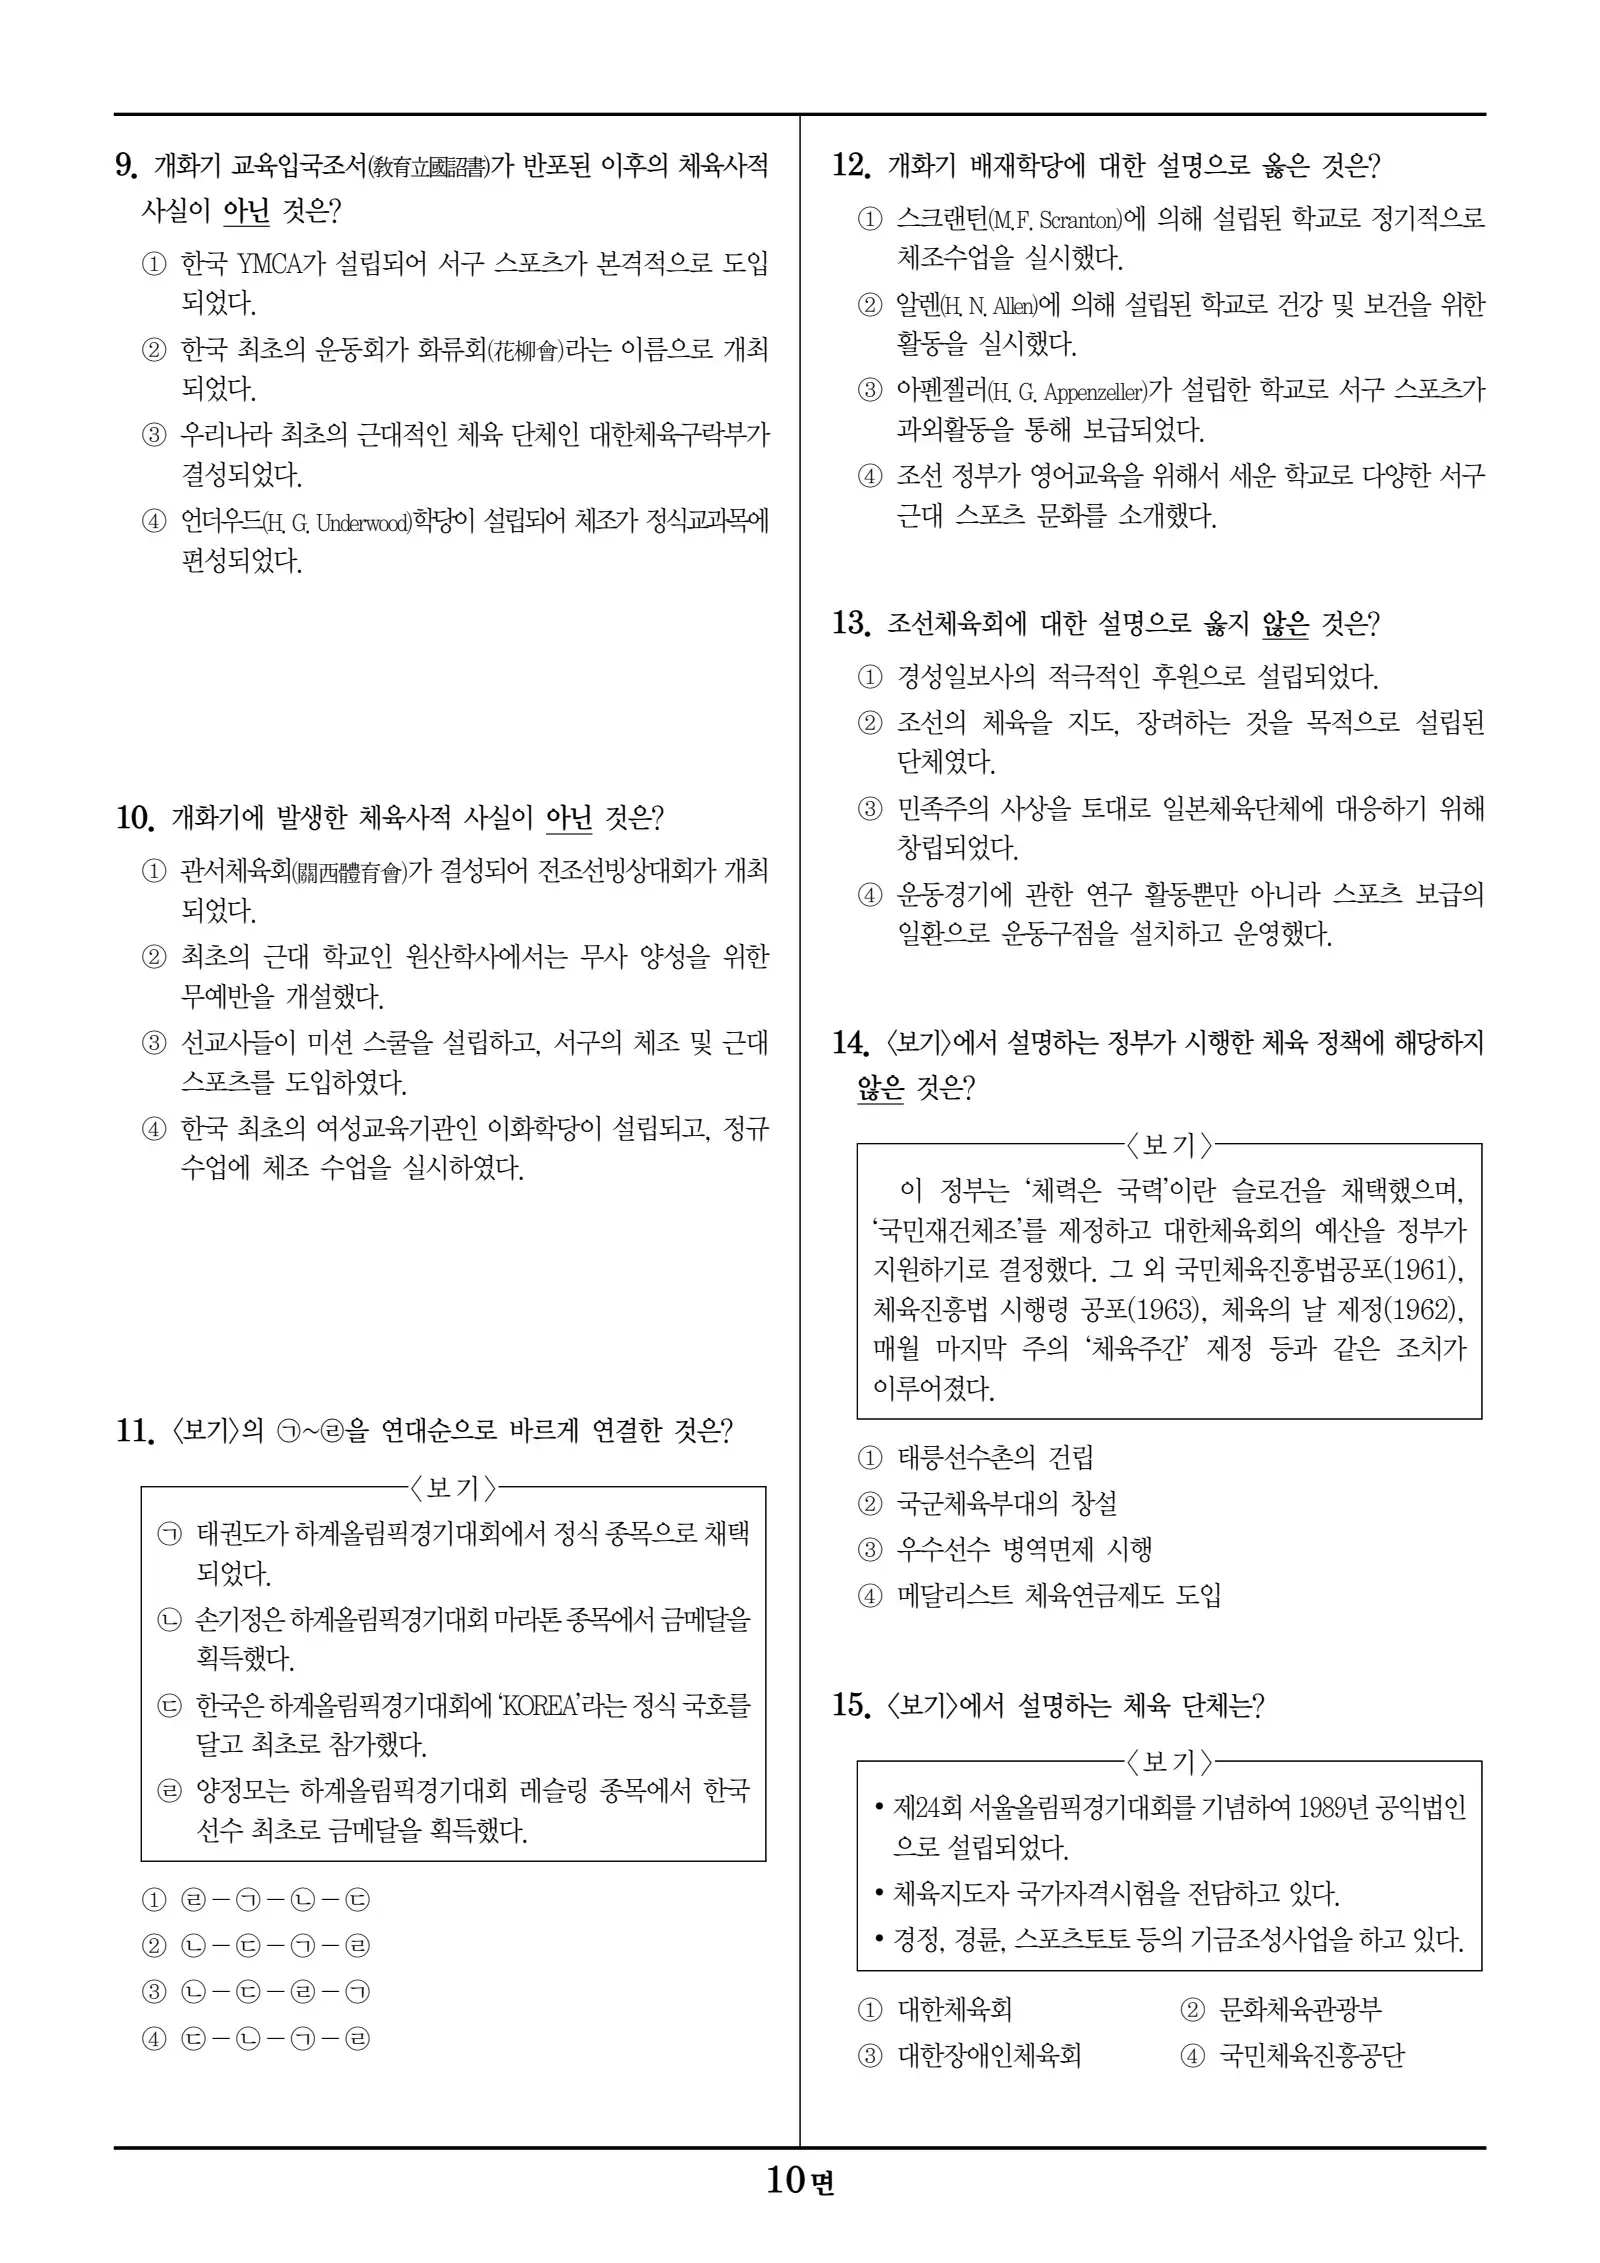 9. 개화기 교육입국조서(敎育立國詔書)가 반포된 이후의 체육사적
사실이 아닌 것은?
① 한국 YMCA가 설립되어 서구 스포츠가 본격적으로 도입
되었다.
② 한국 최초의 운동회가 화류회(花柳會)라는 이름으로 개최
되었다.
③ 우리나라 최초의 근대적인 체육 단체인 대한체육구락부가
결성되었다.
④ 언더우드(H. G. Underwood)학당이 설립되어 체조가 정식교과목에
편성되었다.
10. 개화기에 발생한 체육사적 사실이 아닌 것은?
① 관서체육회(關西體育會)가 결성되어 전조선빙상대회가 개최
되었다.
② 최초의 근대 학교인 원산학사에서는 무사 양성을 위한
무예반을 개설했다.
③ 선교사들이 미션 스쿨을 설립하고, 서구의 체조 및 근대
스포츠를 도입하였다.
④ 한국 최초의 여성교육기관인 이화학당이 설립되고, 정규
수업에 체조 수업을 실시하였다.
11. 〈보기〉의 ㉠~㉣을 연대순으로 바르게 연결한 것은?
〈보기〉
㉠ 태권도가 하계올림픽경기대회에서 정식 종목으로 채택
되었다.
㉡ 손기정은 하계올림픽경기대회 마라톤 종목에서 금메달을
획득했다.
㉢ 한국은 하계올림픽경기대회에 ‘KOREA’라는 정식 국호를
달고 최초로 참가했다.
㉣ 양정모는 하계올림픽경기대회 레슬링 종목에서 한국
선수 최초로 금메달을 획득했다.
① ㉣－㉠－㉡－㉢
② ㉡－㉢－㉠－㉣
③ ㉡－㉢－㉣－㉠
④ ㉢－㉡－㉠－㉣
12. 개화기 배재학당에 대한 설명으로 옳은 것은?
① 스크랜턴(M.F. Scranton)에 의해 설립된 학교로 정기적으로
체조수업을 실시했다.
② 알렌(H. N. Allen)에 의해 설립된 학교로 건강 및 보건을 위한
활동을 실시했다.
③ 아펜젤러(H. G. Appenzeller)가 설립한 학교로 서구 스포츠가
과외활동을 통해 보급되었다.
④ 조선 정부가 영어교육을 위해서 세운 학교로 다양한 서구
근대 스포츠 문화를 소개했다.
13. 조선체육회에 대한 설명으로 옳지 않은 것은?
① 경성일보사의 적극적인 후원으로 설립되었다.
② 조선의 체육을 지도, 장려하는 것을 목적으로 설립된
단체였다.
③ 민족주의 사상을 토대로 일본체육단체에 대응하기 위해
창립되었다.
④ 운동경기에 관한 연구 활동뿐만 아니라 스포츠 보급의
일환으로 운동구점을 설치하고 운영했다.
14. 〈보기〉에서 설명하는 정부가 시행한 체육 정책에 해당하지
않은 것은?
〈보기〉
이 정부는 ‘체력은 국력’이란 슬로건을 채택했으며,
‘국민재건체조’를 제정하고 대한체육회의 예산을 정부가
지원하기로 결정했다. 그 외 국민체육진흥법공포(1961),
체육진흥법 시행령 공포(1963), 체육의 날 제정(1962),
매월 마지막 주의 ‘체육주간’ 제정 등과 같은 조치가
이루어졌다.
① 태릉선수촌의 건립
② 국군체육부대의 창설
③ 우수선수 병역면제 시행
④ 메달리스트 체육연금제도 도입
15. 〈보기〉에서 설명하는 체육 단체는?
〈보기〉
• 제24회 서울올림픽경기대회를 기념하여 1989년 공익법인
으로 설립되었다.
• 체육지도자 국가자격시험을 전담하고 있다.
• 경정, 경륜, 스포츠토토 등의 기금조성사업을 하고 있다.
① 대한체육회 ② 문화체육관광부
③ 대한장애인체육회 ④ 국민체육진흥공단
10면